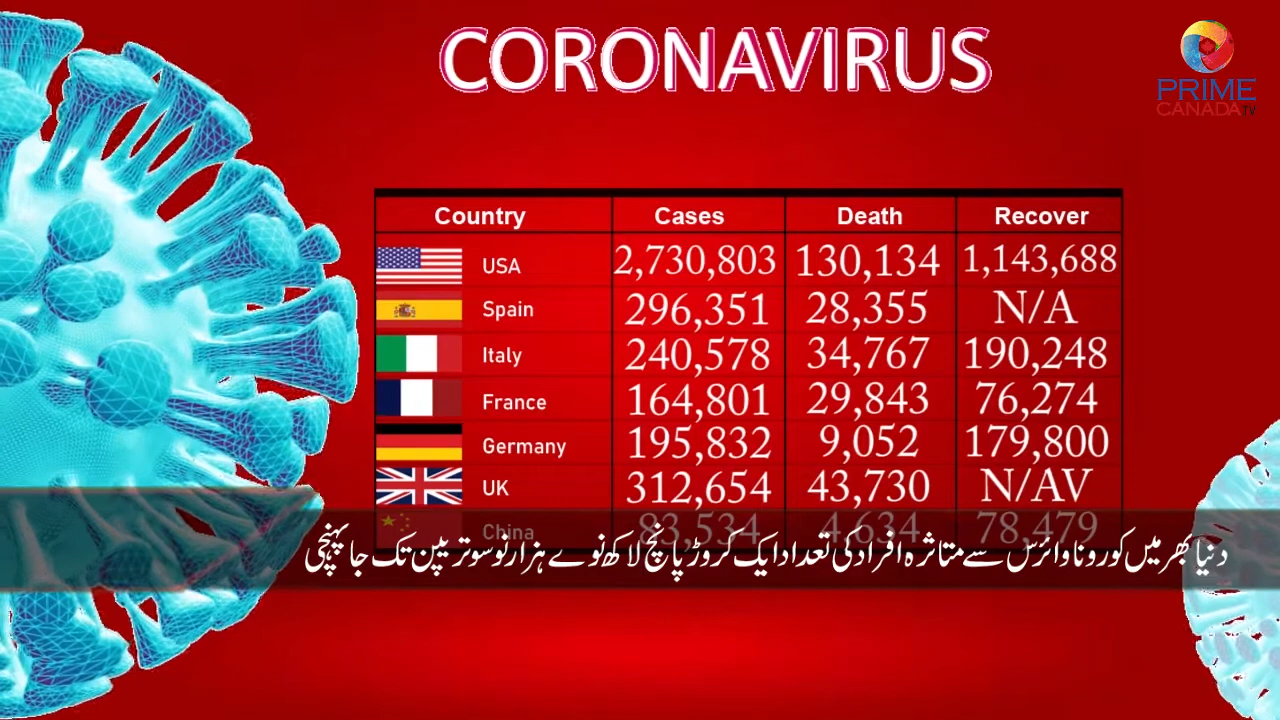 CORONAVIRUS
PRIME
CANADA TV
Country Cases Death Recover
USA 2,730,803 130,134 1,143,688
Spain 296,351 28,355 N/A
Italy 240,578 34,767 190,248
France 164,801 29,843 76,274
Germany 195,832 9,052 179,800
UK 312,654 43,730 N/AV
China 83,534 4,634 78,479
دنیا بھر میں کورونا وائرس سے متاثرہ افراد کی تعداد ایک کروڑ پانچ لاکھ نوے ہزار نو سو تریپن تک جا پہنچی